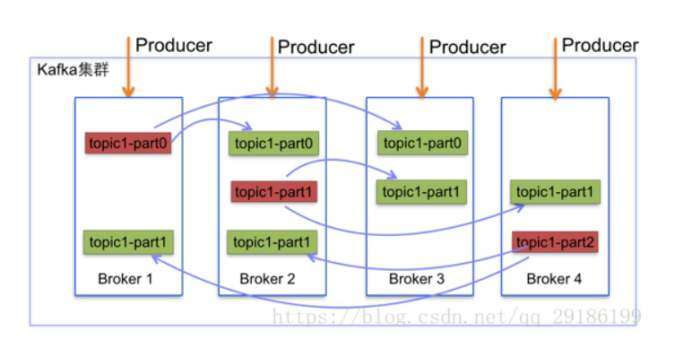 Producer
Producer
Producer
Producer
Kafka集群
topic1-part0
topic1-part0
topic1-part0
topic1-part1
topic1-part1
topic1-part1
topic1-part1
topic1-part1
topic1-part2
Broker 1
Broker 2
Broker 3
Broker 4
https://blog.csdn.net/qq_29186199